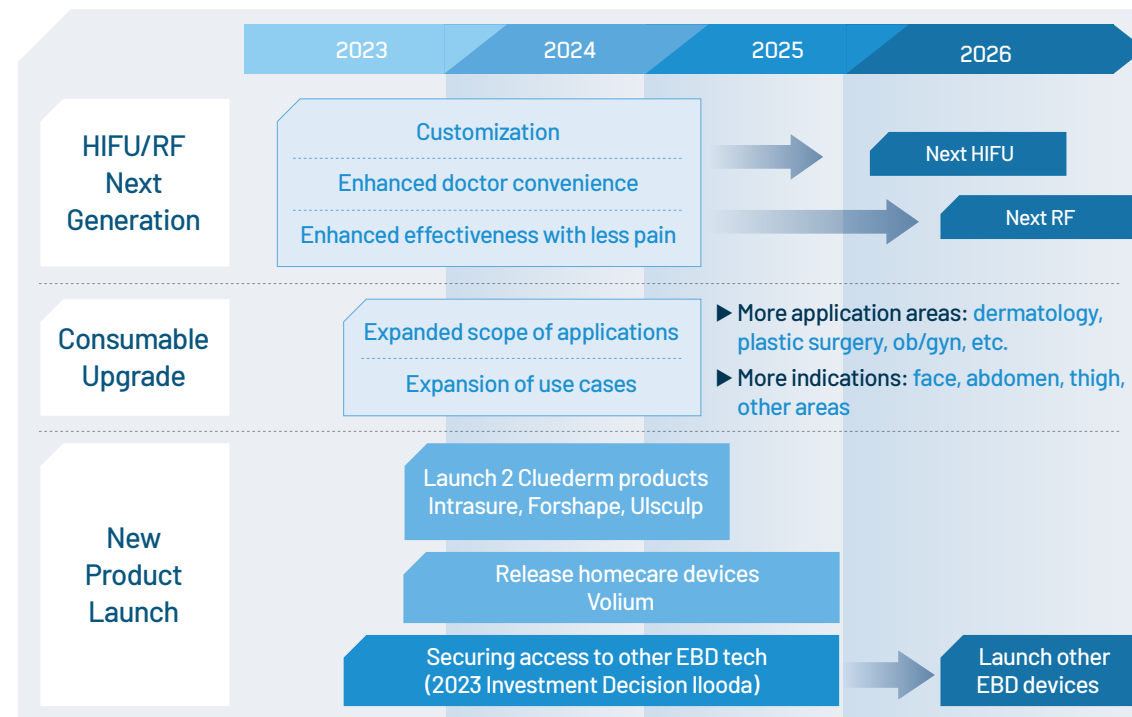 2023
2024
2025
2026
HIFU/RF
Next
Generation
Customization
Enhanced doctor convenience
Enhanced effectiveness with less pain
Next HIFU
Next RF
Consumable
Upgrade
Expanded scope of applications
Expansion of use cases
▶ More application areas: dermatology,
plastic surgery, ob/gyn, etc.
▶ More indications: face, abdomen, thigh,
other areas
New
Product
Launch
Launch 2 Cluederm products
Intrasure, Forshape, Ulsculp
Release homecare devices
Volium
Securing access to other EBD tech
(2023 Investment Decision Ilooda)
Launch other
EBD devices